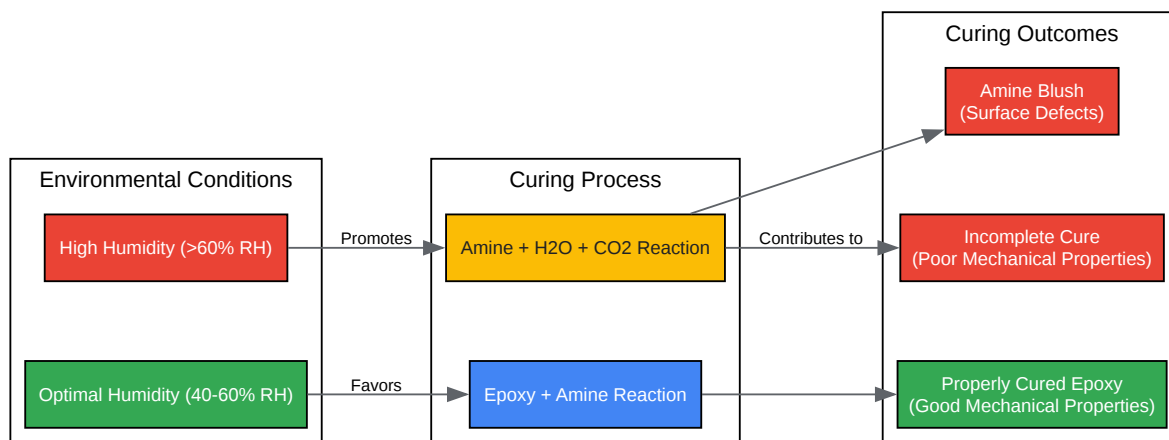 Curing Outcomes
Amine Blush
(Surface Defects)
Environmental Conditions
Curing Process
High Humidity (>60% RH)
Promotes
Amine + H2O + CO2 Reaction
Contributes to
Incomplete Cure
(Poor Mechanical Properties)
Optimal Humidity (40-60% RH)
Favors
Epoxy + Amine Reaction
Properly Cured Epoxy
(Good Mechanical Properties)